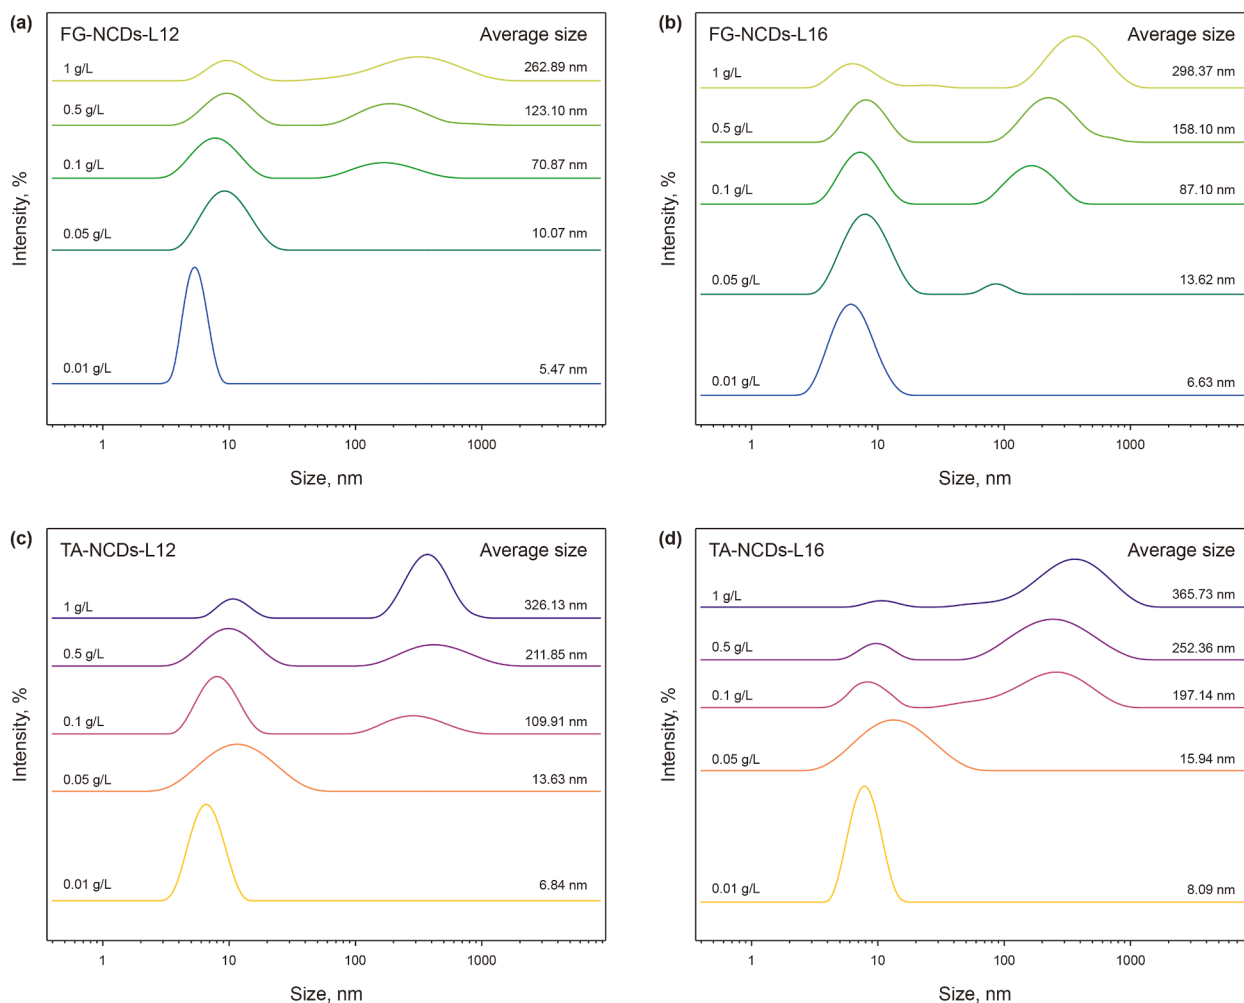 (a)
FG-NCDs-L12
Average size
1 g/L
262.89 nm
0.5 g/L
123.10 nm
0.1 g/L
70.87 nm
0.05 g/L
10.07 nm
0.01 g/L
5.47 nm
Intensity, %
1 10 100 1000
Size, nm
(b)
FG-NCDs-L16
Average size
1 g/L
298.37 nm
0.5 g/L
158.10 nm
0.1 g/L
87.10 nm
0.05 g/L
13.62 nm
0.01 g/L
6.63 nm
Intensity, %
1 10 100 1000
Size, nm
(c)
TA-NCDs-L12
Average size
1 g/L
326.13 nm
0.5 g/L
211.85 nm
0.1 g/L
109.91 nm
0.05 g/L
13.63 nm
0.01 g/L
6.84 nm
Intensity, %
1 10 100 1000
Size, nm
(d)
TA-NCDs-L16
Average size
1 g/L
365.73 nm
0.5 g/L
252.36 nm
0.1 g/L
197.14 nm
0.05 g/L
15.94 nm
0.01 g/L
8.09 nm
Intensity, %
1 10 100 1000
Size, nm